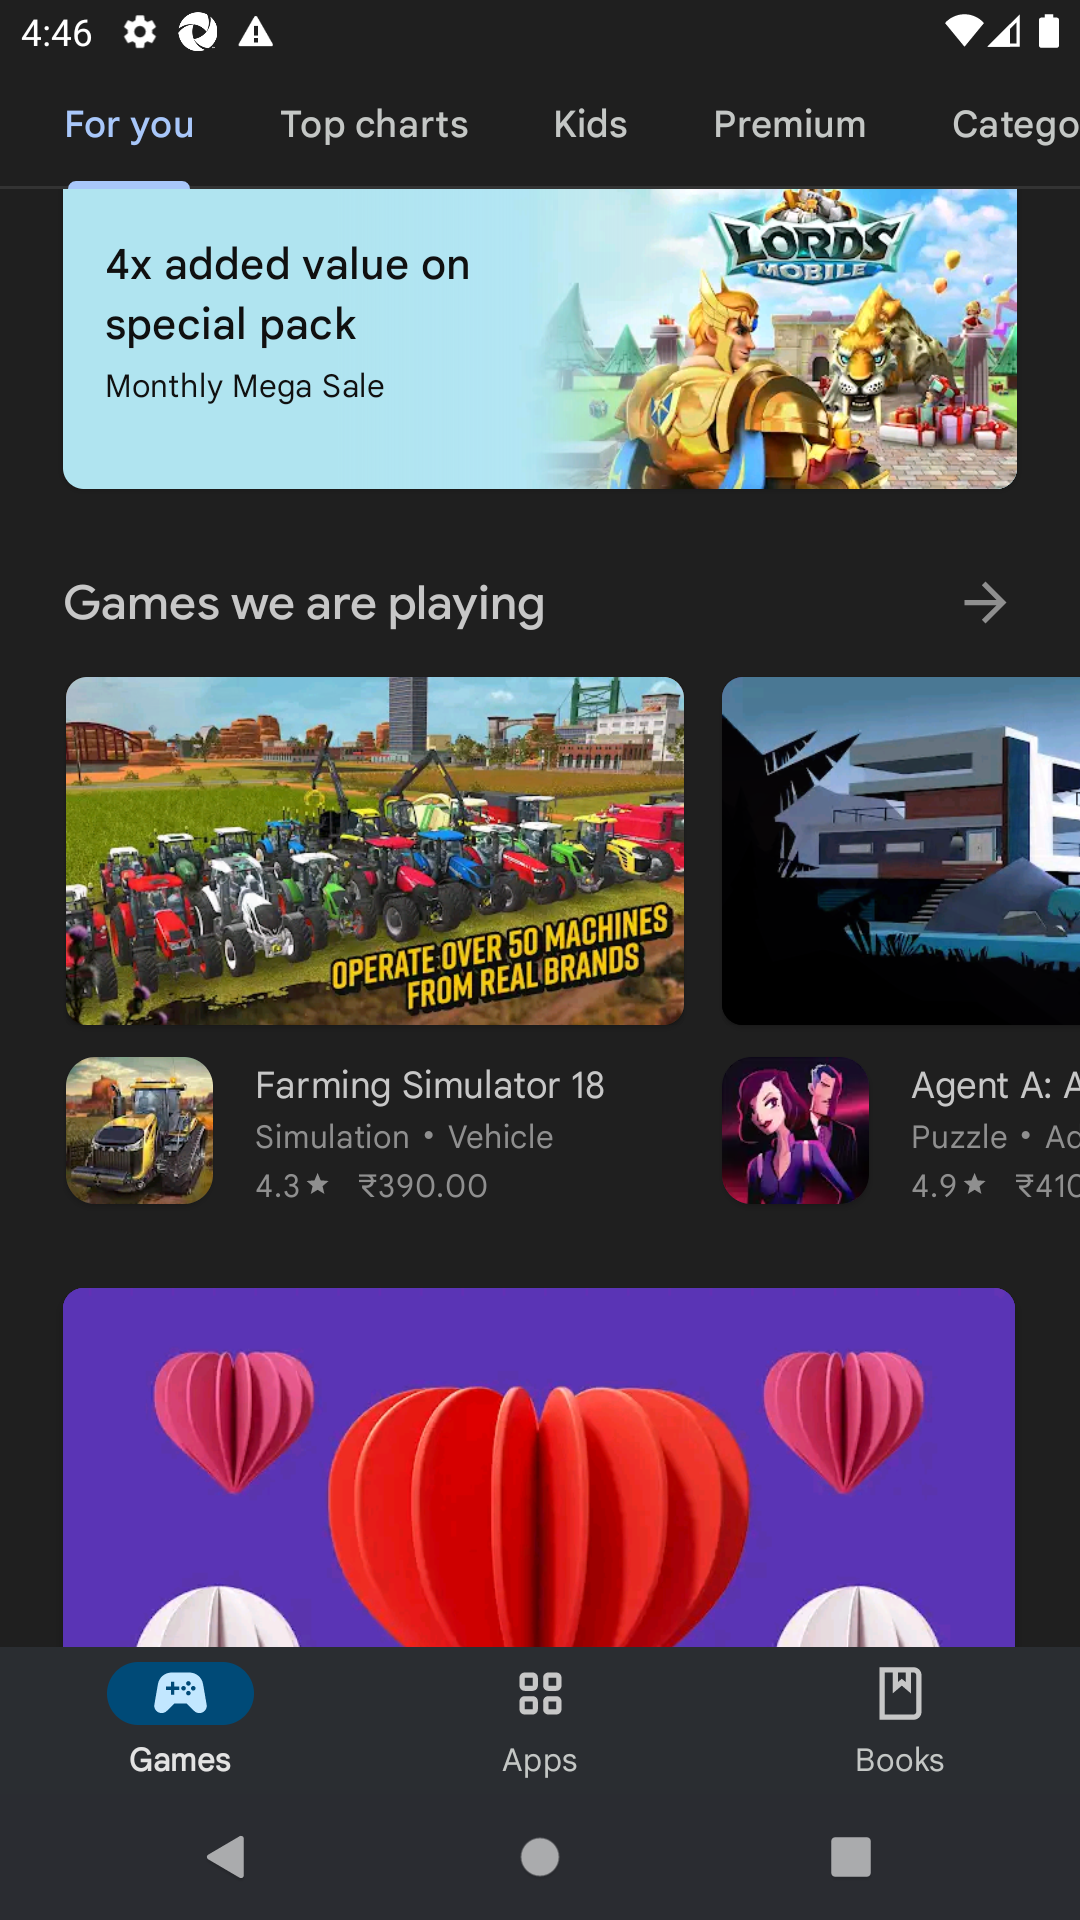 4:46
For you Top charts Kids Premium Catego
4x added value on
special pack
Monthly Mega Sale
LORDS
MOBILE
Games we are playing
OPERATE OVER 50 MACHINES
FROM REAL BRANDS
Farming Simulator 18
Simulation • Vehicle
4.3★ ₹390.00
Agent A: A
Puzzle • Ad
4.9★ ₹410
Games Apps Books